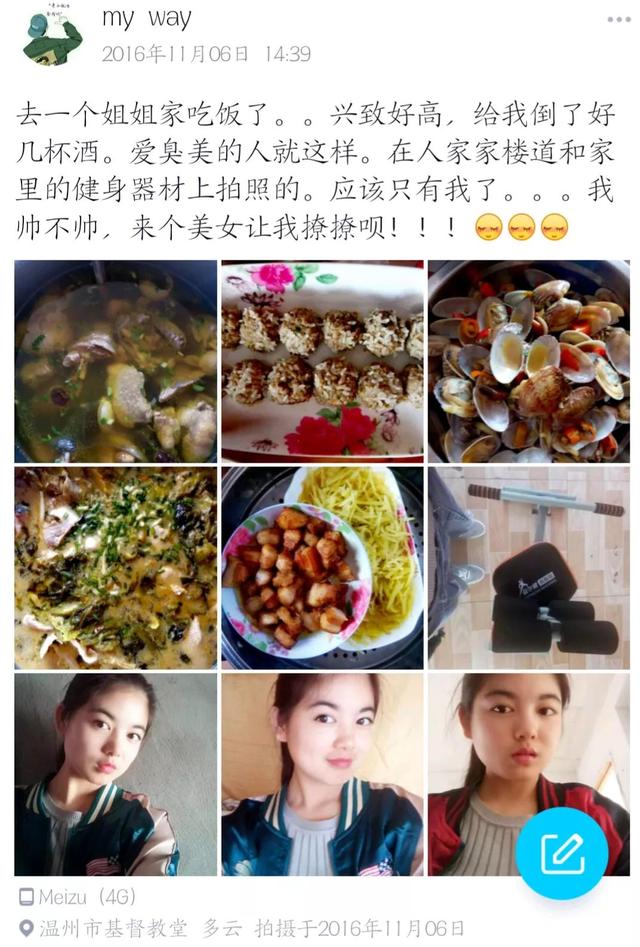 my way
2016年11月06日 14:39
去一个姐姐家吃饭了。。兴致好高，给我倒了好
几杯酒。爱臭美的人就这样。在人家家楼道和家
里的健身器材上拍照的。应该只有我了。。。我
帅不帅，来个美女让我撩撩呗！！！
Meizu (4G)
温州市基督教堂 多云 拍摄于2016年11月06日